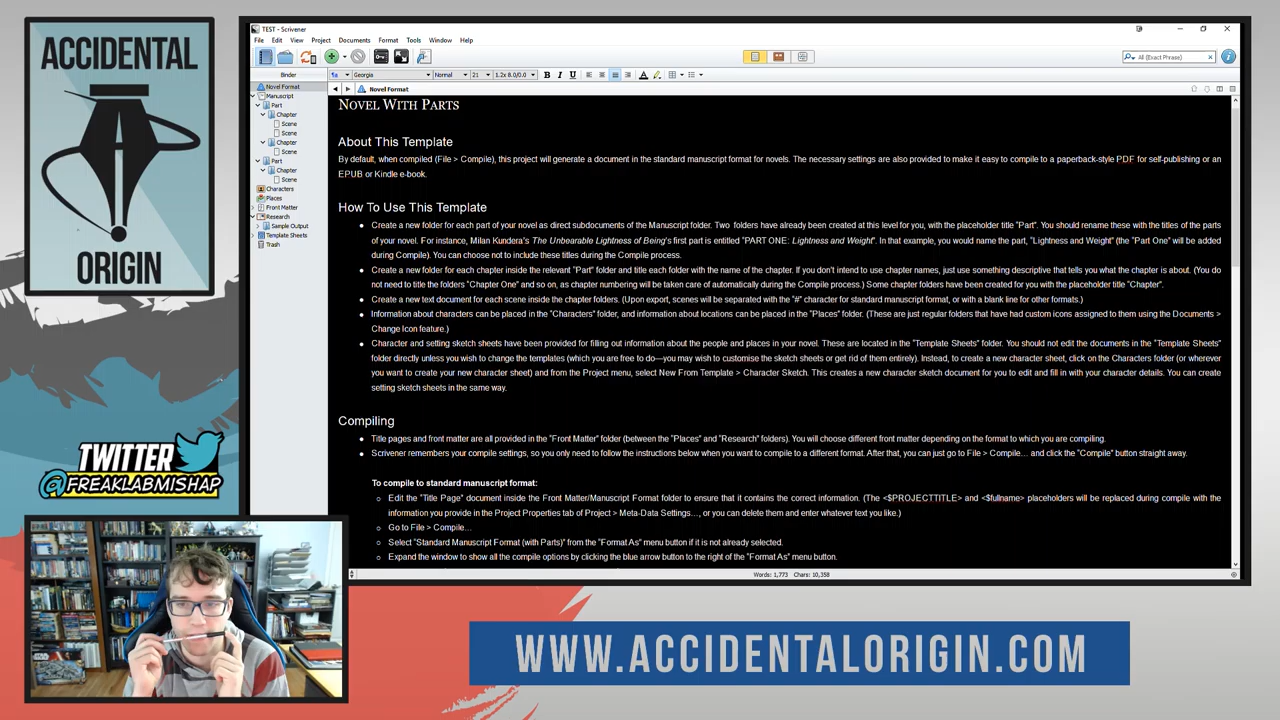 ACCIDENTAL
ORIGIN
TWITTER
@FREAKLABMISHAP
TEST - Scrivener
File Edit View Project Documents Format Tools Window Help
All (Exact Phrase)
Binder
Georgia Normal 21 1.2x 8.0/0.0 B I U A
Novel Format
Manuscript
Part
Chapter
Scene
Scene
Chapter
Scene
Part
Chapter
Scene
Characters
Places
Front Matter
Research
Sample Output
Template Sheets
Trash
Novel Format
NOVEL WITH PARTS
About This Template
By default, when compiled (File > Compile), this project will generate a document in the standard manuscript format for novels. The necessary settings are also provided to make it easy to compile to a paperback-style PDF for self-publishing or an
EPUB or Kindle e-book.
How To Use This Template
• Create a new folder for each part of your novel as direct subdocuments of the Manuscript folder. Two folders have already been created at this level for you, with the placeholder title "Part". You should rename these with the titles of the parts
of your novel. For instance, Milan Kundera's The Unbearable Lightness of Being's first part is entitled "PART ONE: Lightness and Weight". In that example, you would name the part, "Lightness and Weight" (the "Part One" will be added
during Compile). You can choose not to include these titles during the Compile process.
• Create a new folder for each chapter inside the relevant "Part" folder and title each folder with the name of the chapter. If you don't intend to use chapter names, just use something descriptive that tells you what the chapter is about. (You do
not need to title the folders "Chapter One" and so on, as chapter numbering will be taken care of automatically during the Compile process.) Some chapter folders have been created for you with the placeholder title "Chapter".
• Create a new text document for each scene inside the chapter folders. (Upon export, scenes will be separated with the "#" character for standard manuscript format, or with a blank line for other formats.)
• Information about characters can be placed in the "Characters" folder, and information about locations can be placed in the "Places" folder. (These are just regular folders that have had custom icons assigned to them using the Documents >
Change Icon feature.)
• Character and setting sketch sheets have been provided for filling out information about the people and places in your novel. These are located in the "Template Sheets" folder. You should not edit the documents in the "Template Sheets"
folder directly unless you wish to change the templates (which you are free to do—you may wish to customise the sketch sheets or get rid of them entirely). Instead, to create a new character sheet, click on the Characters folder (or wherever
you want to create your new character sheet) and from the Project menu, select New From Template > Character Sketch. This creates a new character sketch document for you to edit and fill in with your character details. You can create
setting sketch sheets in the same way.
Compiling
• Title pages and front matter are all provided in the "Front Matter" folder (between the "Places" and "Research" folders). You will choose different front matter depending on the format to which you are compiling.
• Scrivener remembers your compile settings, so you only need to follow the instructions below when you want to compile to a different format. After that, you can just go to File > Compile... and click the "Compile" button straight away.
To compile to standard manuscript format:
○ Edit the "Title Page" document inside the Front Matter/Manuscript Format folder to ensure that it contains the correct information. (The <$PROJECTTITLE> and <$fullname> placeholders will be replaced during compile with the
information you provide in the Project Properties tab of Project > Meta-Data Settings..., or you can delete them and enter whatever text you like.)
○ Go to File > Compile...
○ Select "Standard Manuscript Format (with Parts)" from the "Format As" menu button if it is not already selected.
○ Expand the window to show all the compile options by clicking the blue arrow button to the right of the "Format As" menu button.
Words: 1,773 Chars: 10,358
WWW.ACCIDENTALORIGIN.COM